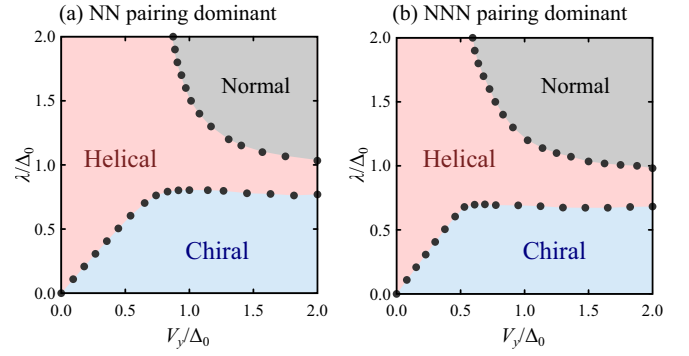 (a) NN pairing dominant
2.0
1.5
1.0
0.5
0.0
λ/Δ₀
Normal
Helical
Chiral
0.0 0.5 1.0 1.5 2.0
V_y/Δ₀
(b) NNN pairing dominant
2.0
1.5
1.0
0.5
0.0
λ/Δ₀
Normal
Helical
Chiral
0.0 0.5 1.0 1.5 2.0
V_y/Δ₀